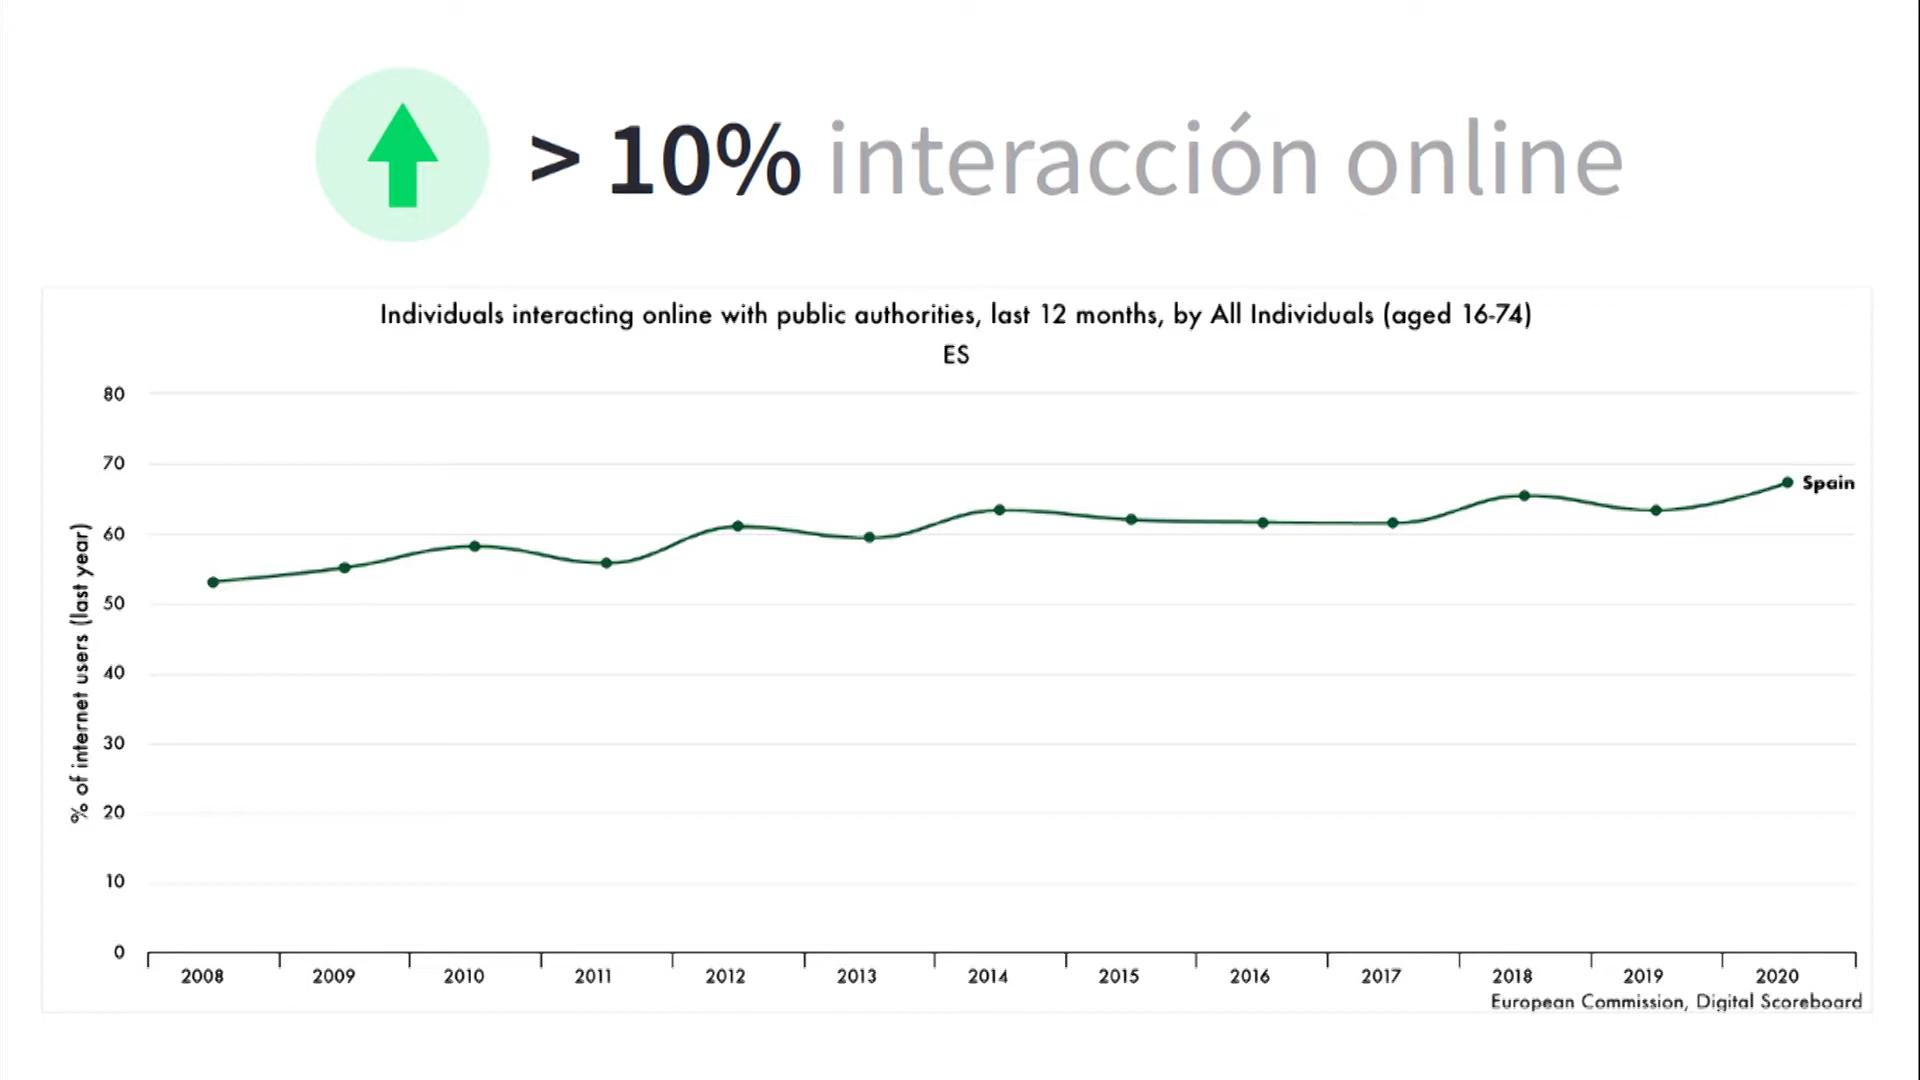 > 10% interacción online
Individuals interacting online with public authorities, last 12 months, by All Individuals (aged 16-74)
ES
% of internet users (last year)
80
70
60
50
40
30
20
10
0
Spain
2008 2009 2010 2011 2012 2013 2014 2015 2016 2017 2018 2019 2020
European Commission, Digital Scoreboard